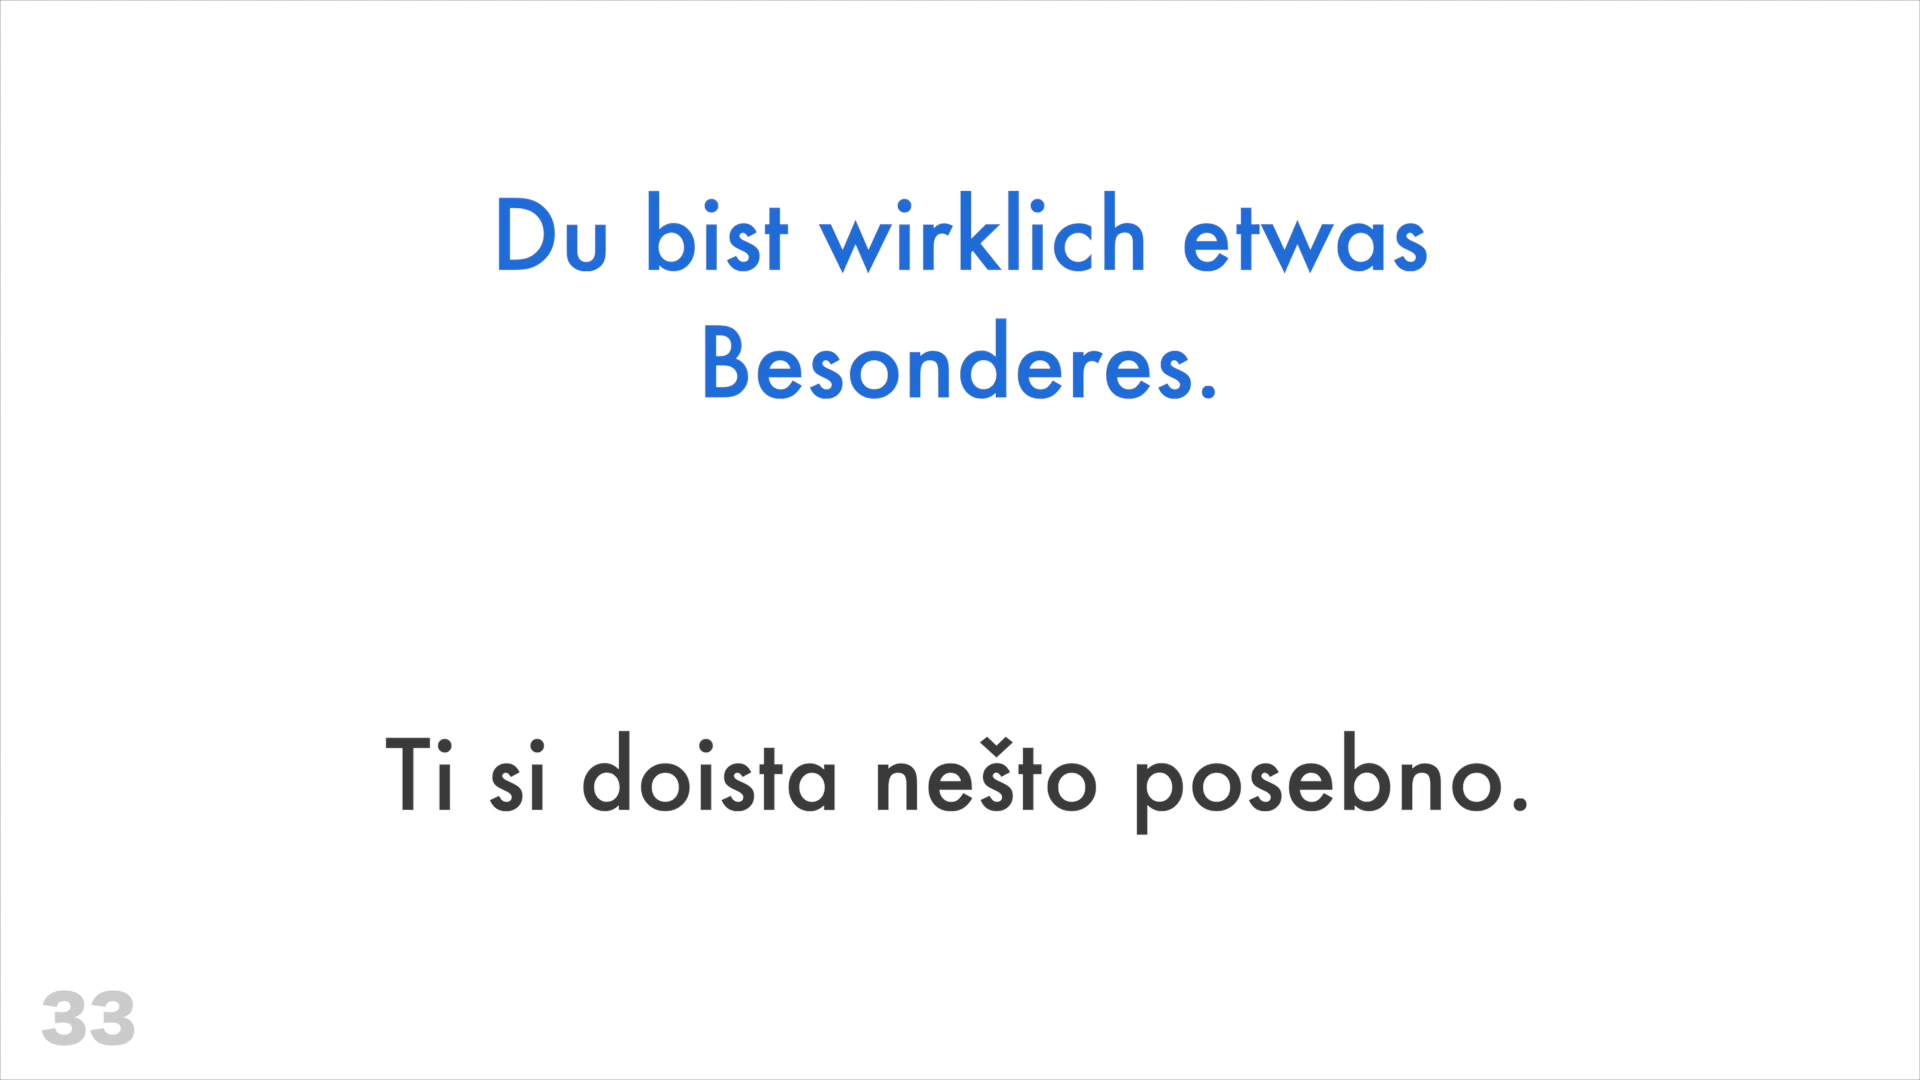 Du bist wirklich etwas
Besonderes.
Ti si doista nešto posebno.
33